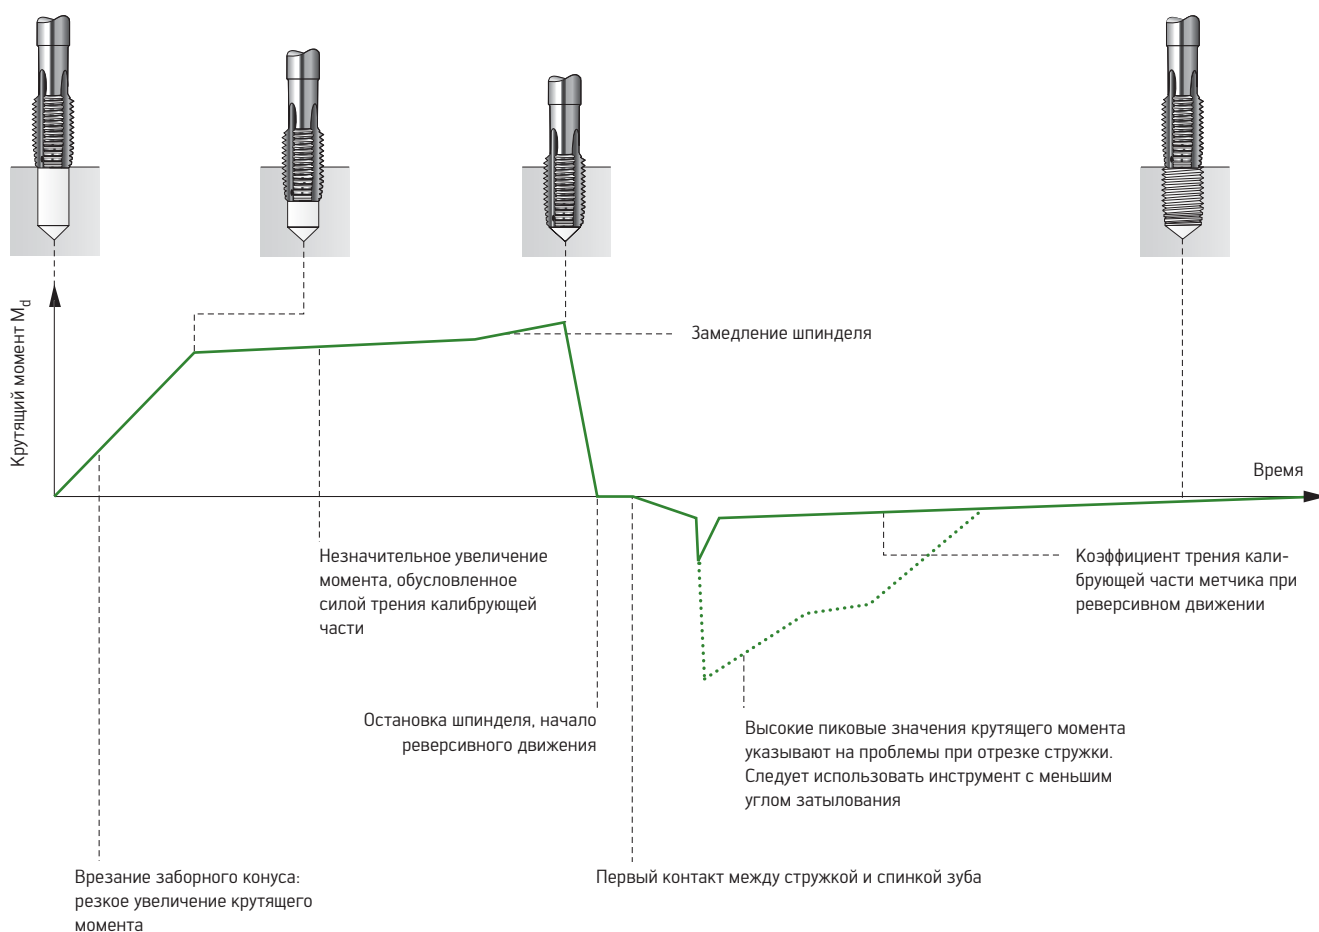 Крутящий момент Md
Замедление шпинделя
Время
Незначительное увеличение
момента, обусловленное
силой трения калибрующей
части
Коэффициент трения кали-
брующей части метчика при
реверсивном движении
Остановка шпинделя, начало
реверсивного движения
Высокие пиковые значения крутящего момента
указывают на проблемы при отрезке стружки.
Следует использовать инструмент с меньшим
углом затылования
Врезание заборного конуса:
резкое увеличение крутящего
момента
Первый контакт между стружкой и спинкой зуба